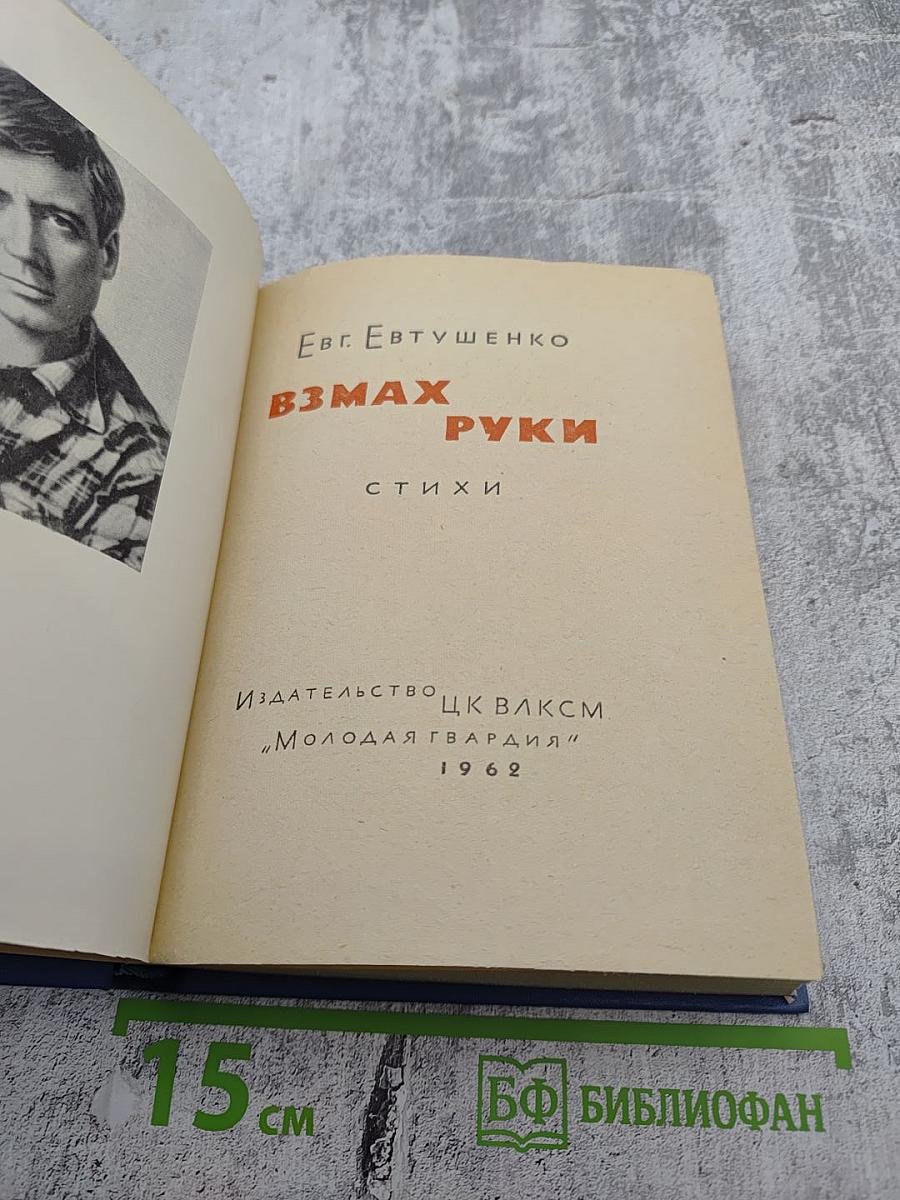 Евг. Евтушенко
ВЗМАХ
РУКИ
СТИХИ
Издательство ЦК ВЛКСМ
„Молодая гвардия“
1962
15 см
БФ БИБЛИОФАН